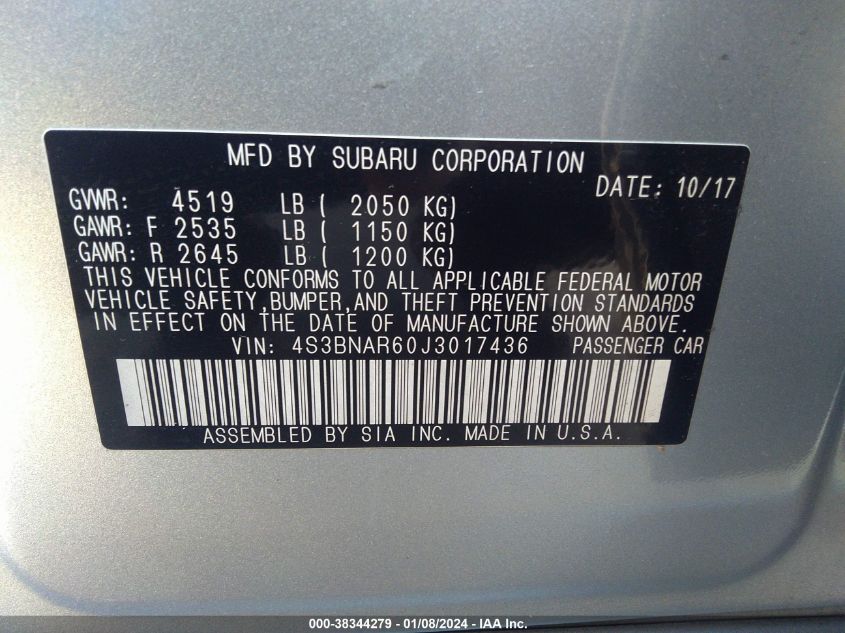 MFD BY SUBARU CORPORATION
DATE: 10/17
GVWR: 4519 LB ( 2050 KG)
GAWR: F 2535 LB ( 1150 KG)
GAWR: R 2645 LB ( 1200 KG)
THIS VEHICLE CONFORMS TO ALL APPLICABLE FEDERAL MOTOR
VEHICLE SAFETY,BUMPER,AND THEFT PREVENTION STANDARDS
IN EFFECT ON THE DATE OF MANUFACTURE SHOWN ABOVE.
VIN: 4S3BNAR60J3017436 PASSENGER CAR
ASSEMBLED BY SIA INC. MADE IN U.S.A.
000-38344279 - 01/08/2024 - IAA Inc.